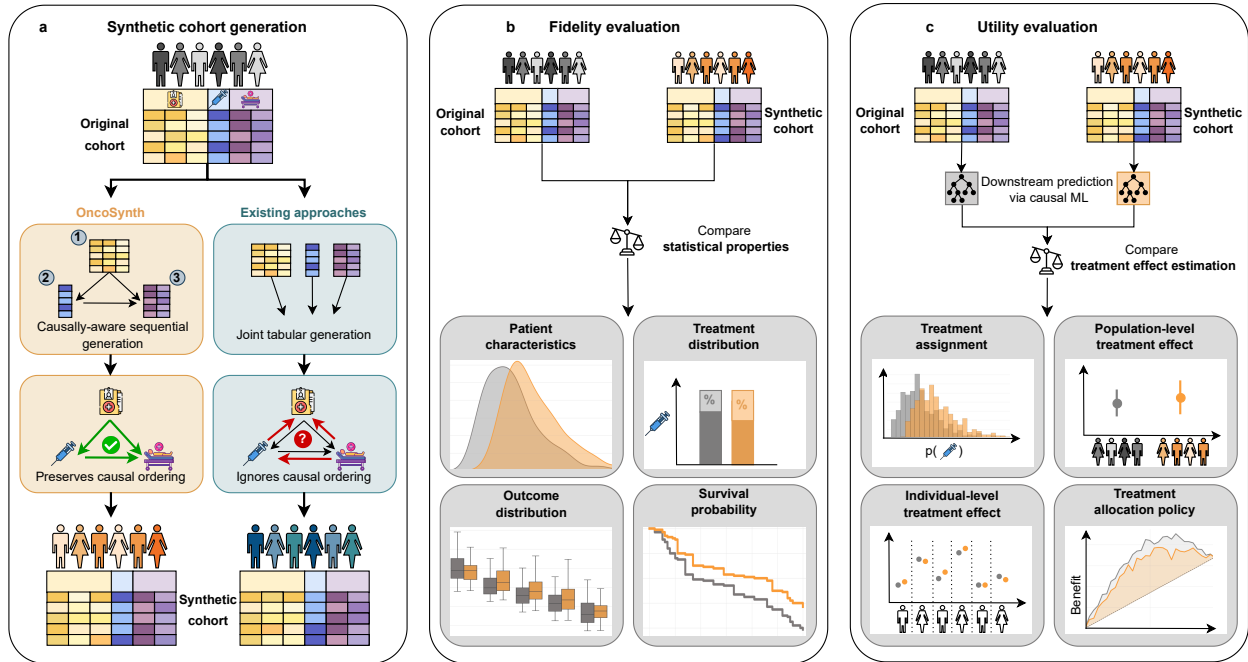 a
Synthetic cohort generation
Original
cohort
OncoSynth
Existing approaches
1
2
3
Causally-aware sequential
generation
Joint tabular generation
?
Preserves causal ordering
Ignores causal ordering
Synthetic
cohort
b
Fidelity evaluation
Original
cohort
Synthetic
cohort
Compare
statistical properties
Patient
characteristics
Treatment
distribution
%
%
Outcome
distribution
Survival
probability
c
Utility evaluation
Original
cohort
Synthetic
cohort
Downstream prediction
via causal ML
Compare
treatment effect estimation
Treatment
assignment
p( )
Population-level
treatment effect
Individual-level
treatment effect
Treatment
allocation policy
Benefit